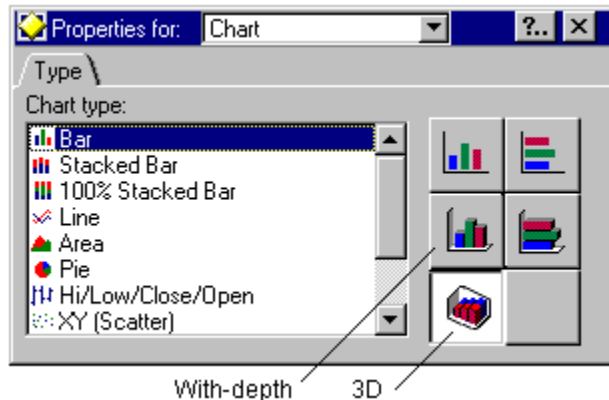 Properties for: Chart ?..
Type
Chart type:
Bar
Stacked Bar
100% Stacked Bar
Line
Area
Pie
Hi/Low/Close/Open
XY (Scatter)
With-depth 3D